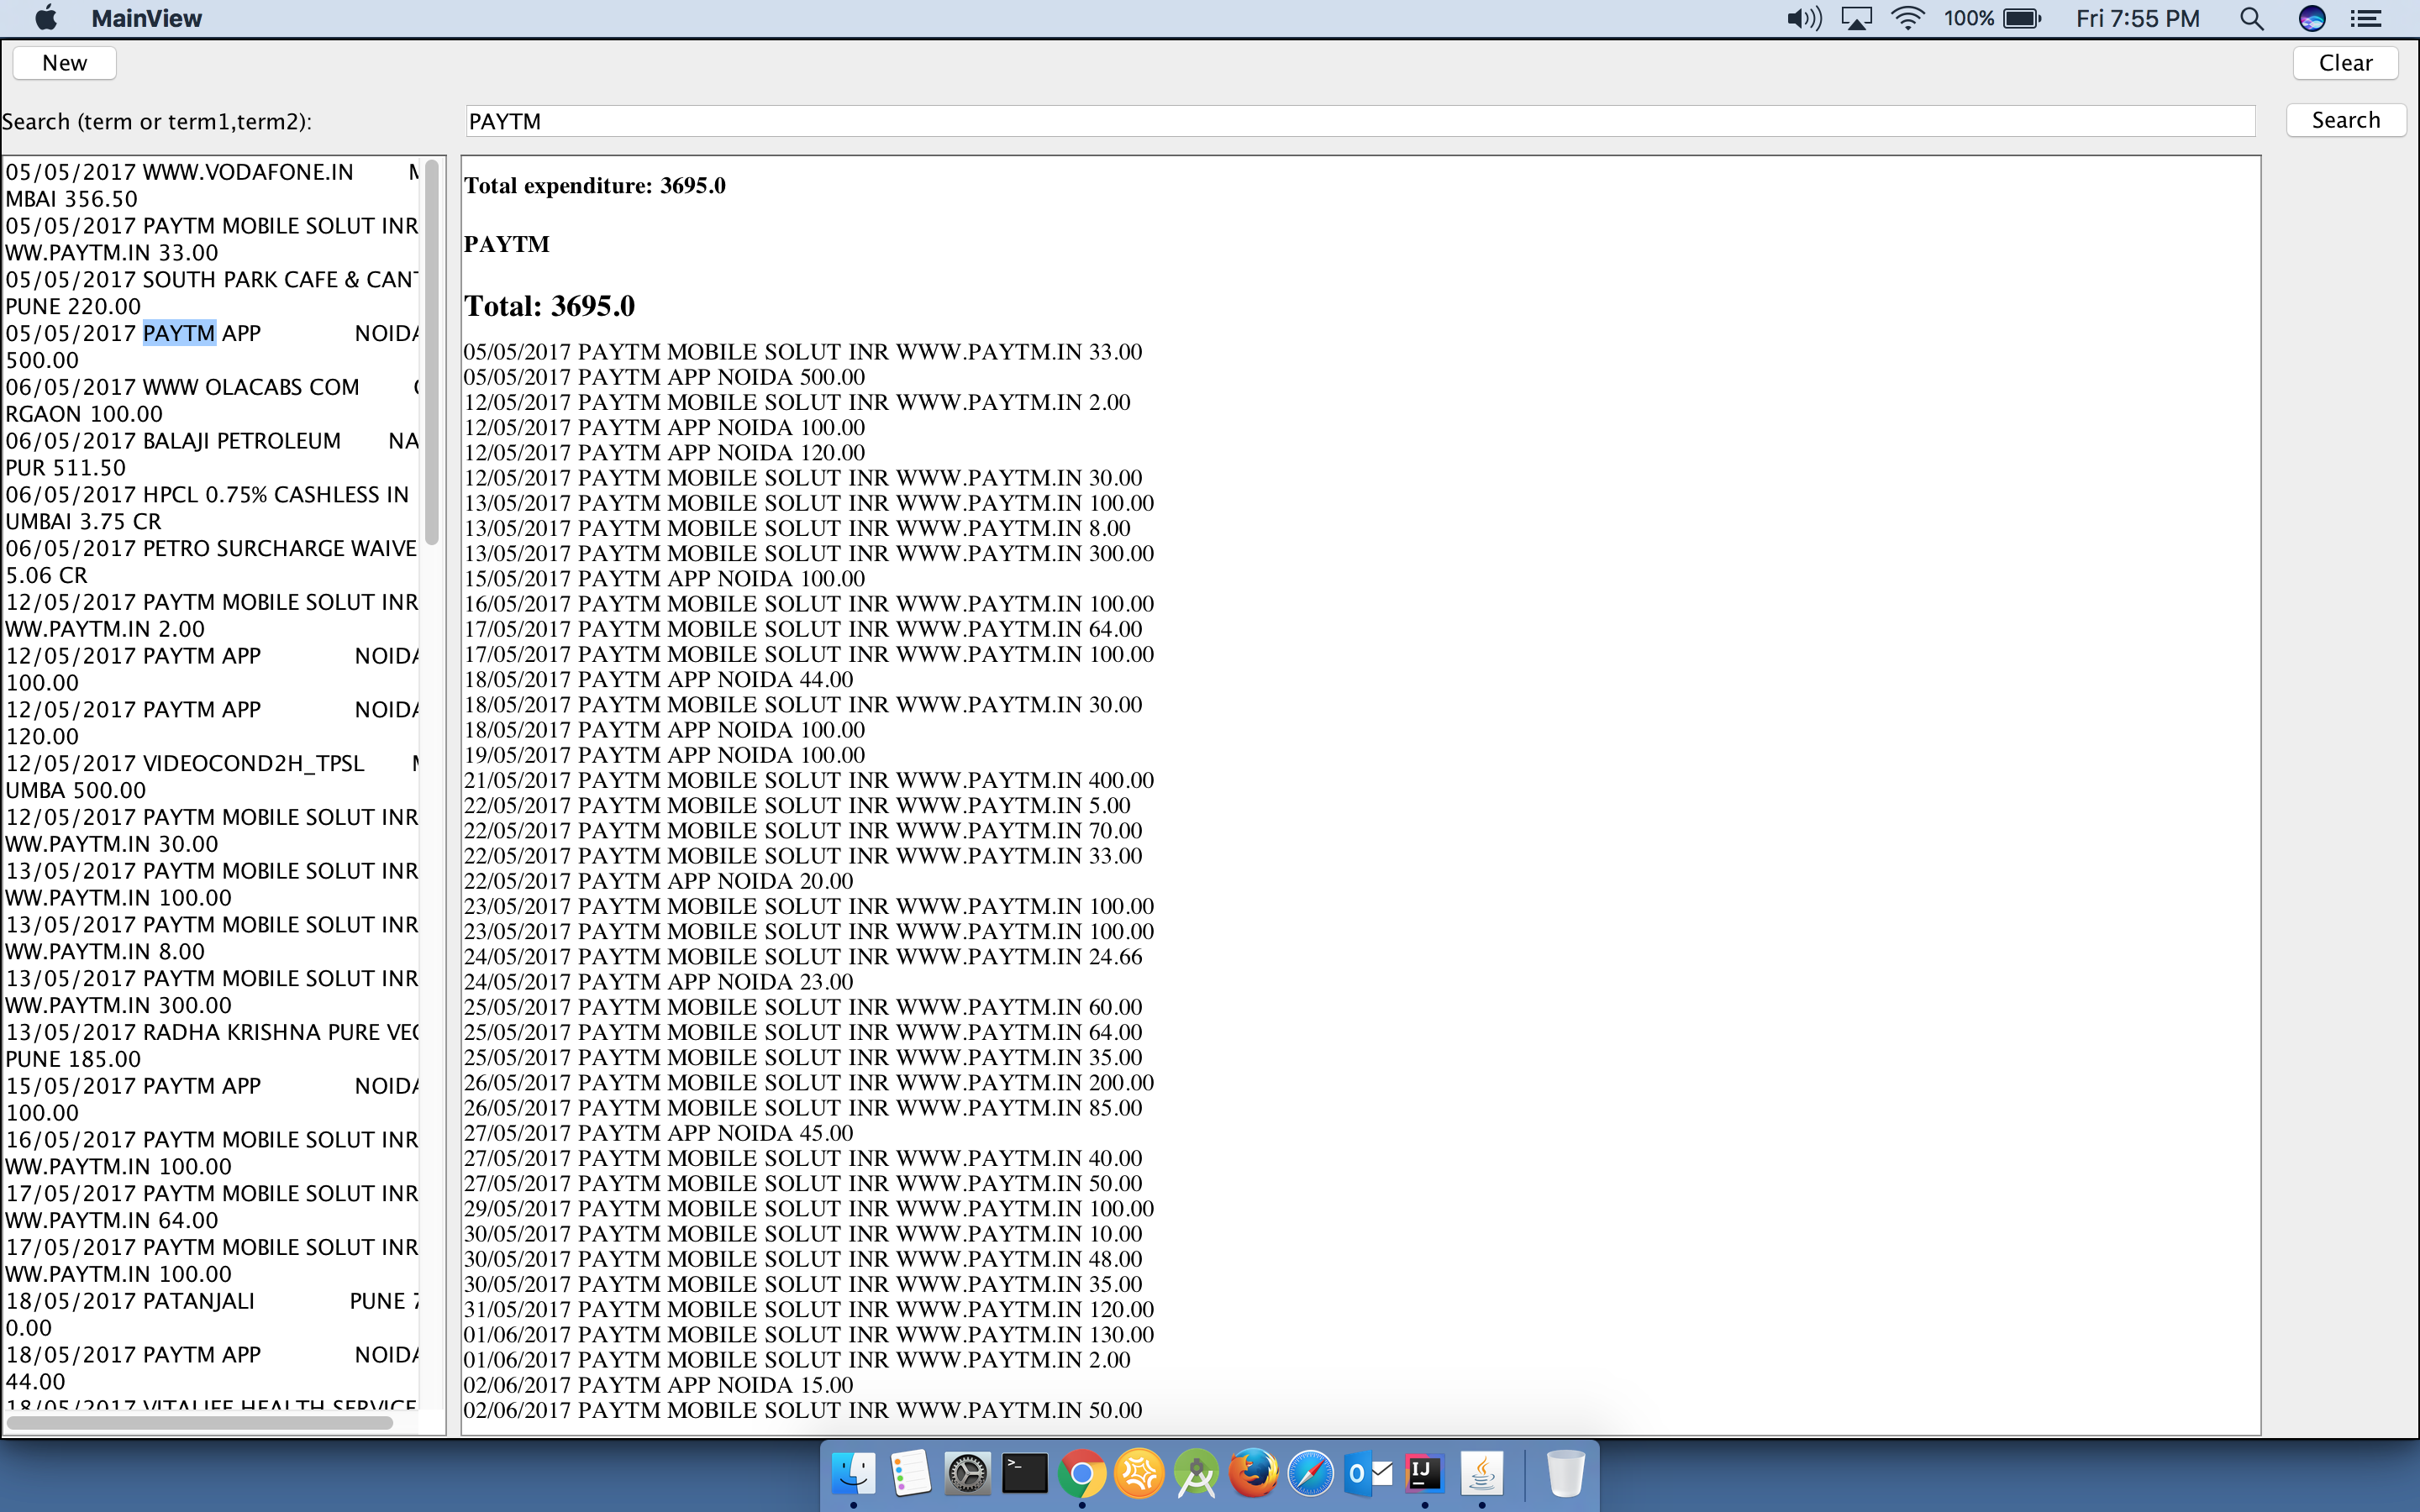 MainView
100%
Fri 7:55 PM
New
Clear
Search (term or term1,term2):
PAYTM
Search
05/05/2017 WWW.VODAFONE.IN
MBAI 356.50
05/05/2017 PAYTM MOBILE SOLUT INR
WW.PAYTM.IN 33.00
05/05/2017 SOUTH PARK CAFE & CANT
PUNE 220.00
05/05/2017 PAYTM APP NOIDA
500.00
06/05/2017 WWW OLACABS COM
RGAON 100.00
06/05/2017 BALAJI PETROLEUM NA
PUR 511.50
06/05/2017 HPCL 0.75% CASHLESS IN
UMBAI 3.75 CR
06/05/2017 PETRO SURCHARGE WAIVE
5.06 CR
12/05/2017 PAYTM MOBILE SOLUT INR
WW.PAYTM.IN 2.00
12/05/2017 PAYTM APP NOIDA
100.00
12/05/2017 PAYTM APP NOIDA
120.00
12/05/2017 VIDEOCOND2H_TPSL
UMBA 500.00
12/05/2017 PAYTM MOBILE SOLUT INR
WW.PAYTM.IN 30.00
13/05/2017 PAYTM MOBILE SOLUT INR
WW.PAYTM.IN 100.00
13/05/2017 PAYTM MOBILE SOLUT INR
WW.PAYTM.IN 8.00
13/05/2017 PAYTM MOBILE SOLUT INR
WW.PAYTM.IN 300.00
13/05/2017 RADHA KRISHNA PURE VEG
PUNE 185.00
15/05/2017 PAYTM APP NOIDA
100.00
16/05/2017 PAYTM MOBILE SOLUT INR
WW.PAYTM.IN 100.00
17/05/2017 PAYTM MOBILE SOLUT INR
WW.PAYTM.IN 64.00
17/05/2017 PAYTM MOBILE SOLUT INR
WW.PAYTM.IN 100.00
18/05/2017 PATANJALI PUNE 7
0.00
18/05/2017 PAYTM APP NOIDA
44.00
18/05/2017 VITALIFE HEALTH SERVICE
Total expenditure: 3695.0
PAYTM
Total: 3695.0
05/05/2017 PAYTM MOBILE SOLUT INR WWW.PAYTM.IN 33.00
05/05/2017 PAYTM APP NOIDA 500.00
12/05/2017 PAYTM MOBILE SOLUT INR WWW.PAYTM.IN 2.00
12/05/2017 PAYTM APP NOIDA 100.00
12/05/2017 PAYTM APP NOIDA 120.00
12/05/2017 PAYTM MOBILE SOLUT INR WWW.PAYTM.IN 30.00
13/05/2017 PAYTM MOBILE SOLUT INR WWW.PAYTM.IN 100.00
13/05/2017 PAYTM MOBILE SOLUT INR WWW.PAYTM.IN 8.00
13/05/2017 PAYTM MOBILE SOLUT INR WWW.PAYTM.IN 300.00
15/05/2017 PAYTM APP NOIDA 100.00
16/05/2017 PAYTM MOBILE SOLUT INR WWW.PAYTM.IN 100.00
17/05/2017 PAYTM MOBILE SOLUT INR WWW.PAYTM.IN 64.00
17/05/2017 PAYTM MOBILE SOLUT INR WWW.PAYTM.IN 100.00
18/05/2017 PAYTM APP NOIDA 44.00
18/05/2017 PAYTM MOBILE SOLUT INR WWW.PAYTM.IN 30.00
18/05/2017 PAYTM APP NOIDA 100.00
19/05/2017 PAYTM APP NOIDA 100.00
21/05/2017 PAYTM MOBILE SOLUT INR WWW.PAYTM.IN 400.00
22/05/2017 PAYTM MOBILE SOLUT INR WWW.PAYTM.IN 5.00
22/05/2017 PAYTM MOBILE SOLUT INR WWW.PAYTM.IN 70.00
22/05/2017 PAYTM MOBILE SOLUT INR WWW.PAYTM.IN 33.00
22/05/2017 PAYTM APP NOIDA 20.00
23/05/2017 PAYTM MOBILE SOLUT INR WWW.PAYTM.IN 100.00
23/05/2017 PAYTM MOBILE SOLUT INR WWW.PAYTM.IN 100.00
24/05/2017 PAYTM MOBILE SOLUT INR WWW.PAYTM.IN 24.66
24/05/2017 PAYTM APP NOIDA 23.00
25/05/2017 PAYTM MOBILE SOLUT INR WWW.PAYTM.IN 60.00
25/05/2017 PAYTM MOBILE SOLUT INR WWW.PAYTM.IN 64.00
25/05/2017 PAYTM MOBILE SOLUT INR WWW.PAYTM.IN 35.00
26/05/2017 PAYTM MOBILE SOLUT INR WWW.PAYTM.IN 200.00
26/05/2017 PAYTM MOBILE SOLUT INR WWW.PAYTM.IN 85.00
27/05/2017 PAYTM APP NOIDA 45.00
27/05/2017 PAYTM MOBILE SOLUT INR WWW.PAYTM.IN 40.00
27/05/2017 PAYTM MOBILE SOLUT INR WWW.PAYTM.IN 50.00
29/05/2017 PAYTM MOBILE SOLUT INR WWW.PAYTM.IN 100.00
30/05/2017 PAYTM MOBILE SOLUT INR WWW.PAYTM.IN 10.00
30/05/2017 PAYTM MOBILE SOLUT INR WWW.PAYTM.IN 48.00
30/05/2017 PAYTM MOBILE SOLUT INR WWW.PAYTM.IN 35.00
31/05/2017 PAYTM MOBILE SOLUT INR WWW.PAYTM.IN 120.00
01/06/2017 PAYTM MOBILE SOLUT INR WWW.PAYTM.IN 130.00
01/06/2017 PAYTM MOBILE SOLUT INR WWW.PAYTM.IN 2.00
02/06/2017 PAYTM APP NOIDA 15.00
02/06/2017 PAYTM MOBILE SOLUT INR WWW.PAYTM.IN 50.00